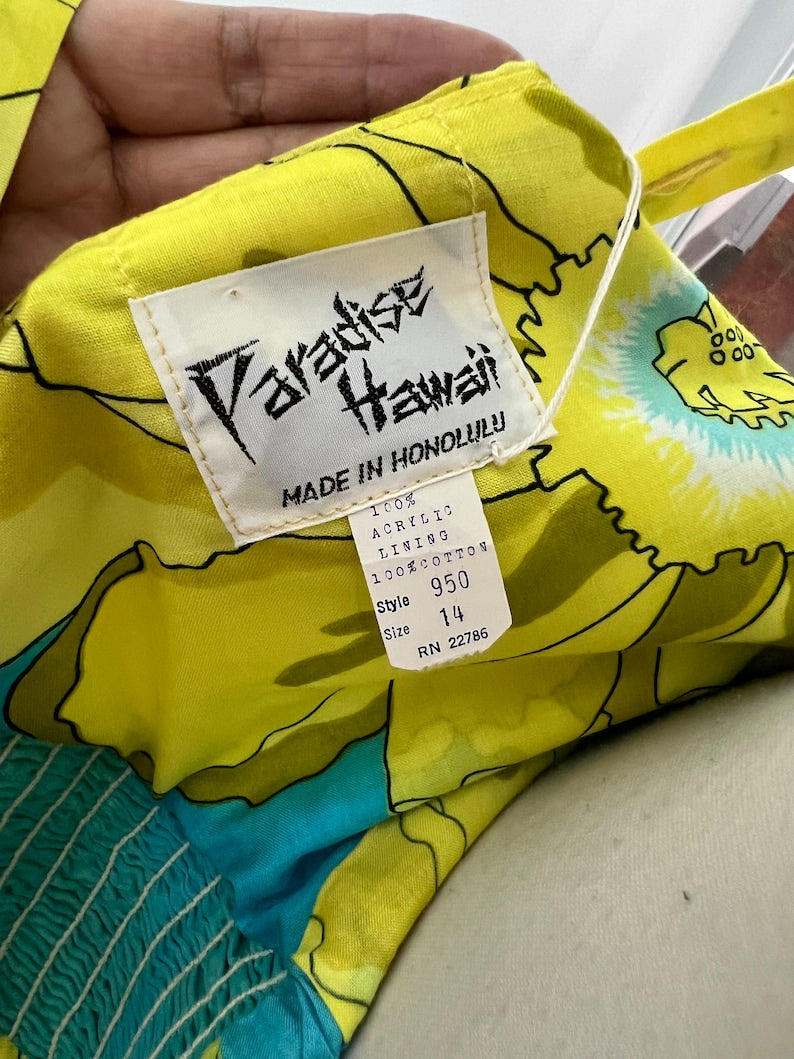 Paradise
Hawaii
MADE IN HONOLULU
100%
ACRYLIC
LINING
100%COTTON
Style 950
Size 14
RN 22786